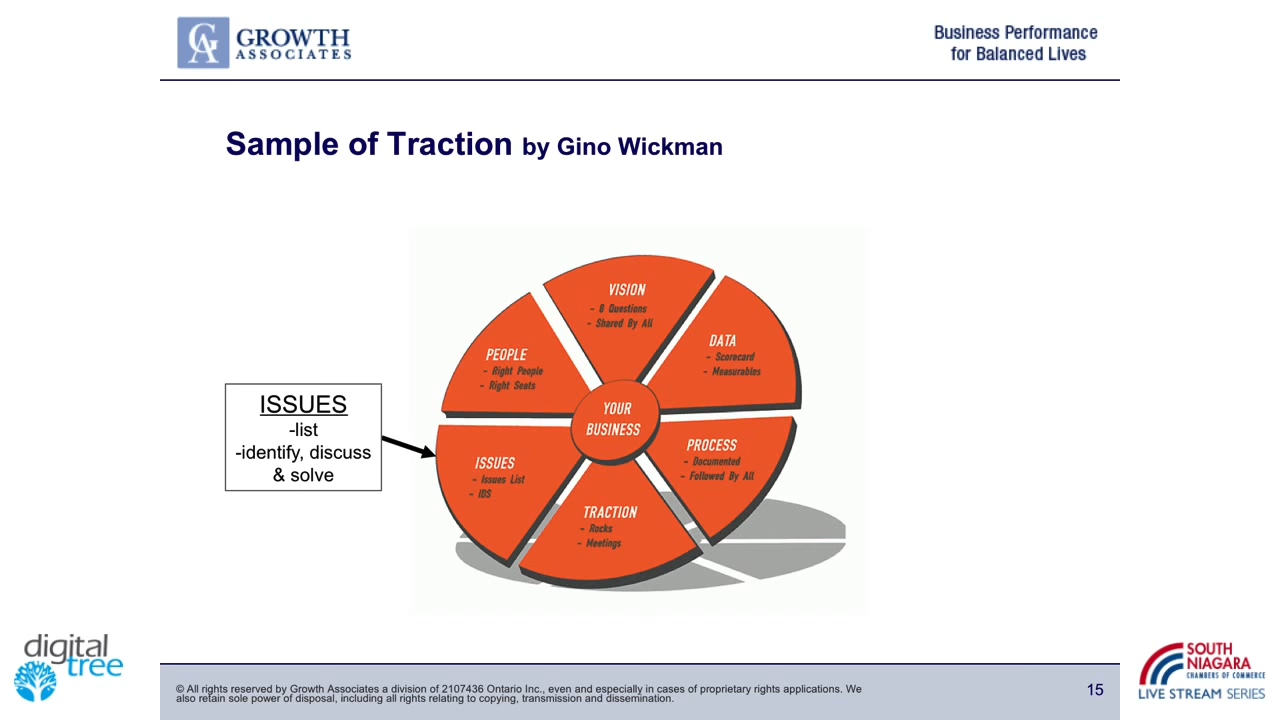 GA GROWTH
ASSOCIATES
Business Performance
for Balanced Lives
Sample of Traction by Gino Wickman
VISION
- 8 Questions
- Shared By All
DATA
- Scorecard
- Measurables
PEOPLE
- Right People
- Right Seats
ISSUES
-list
-identify, discuss
& solve
YOUR
BUSINESS
PROCESS
- Documented
- Followed By All
ISSUES
- Issues List
- IDS
TRACTION
- Rocks
- Meetings
digital
tree
© All rights reserved by Growth Associates a division of 2107436 Ontario Inc., even and especially in cases of proprietary rights applications. We
also retain sole power of disposal, including all rights relating to copying, transmission and dissemination.
15
SOUTH
NIAGARA
CHAMBERS OF COMMERCE
LIVE STREAM SERIES